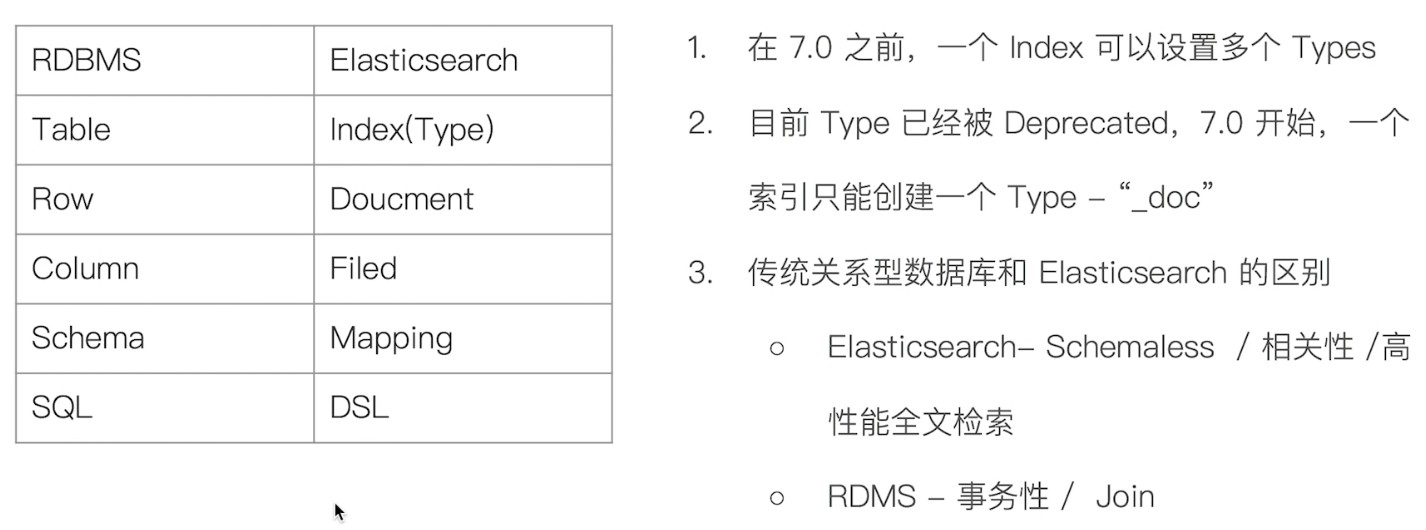 RDBMS Elasticsearch
Table Index(Type)
Row Doucment
Column Filed
Schema Mapping
SQL DSL
1. 在 7.0 之前，一个 Index 可以设置多个 Types
2. 目前 Type 已经被 Deprecated，7.0 开始，一个
索引只能创建一个 Type - “_doc”
3. 传统关系型数据库和 Elasticsearch 的区别
○ Elasticsearch- Schemaless / 相关性 /高
性能全文检索
○ RDMS - 事务性 / Join